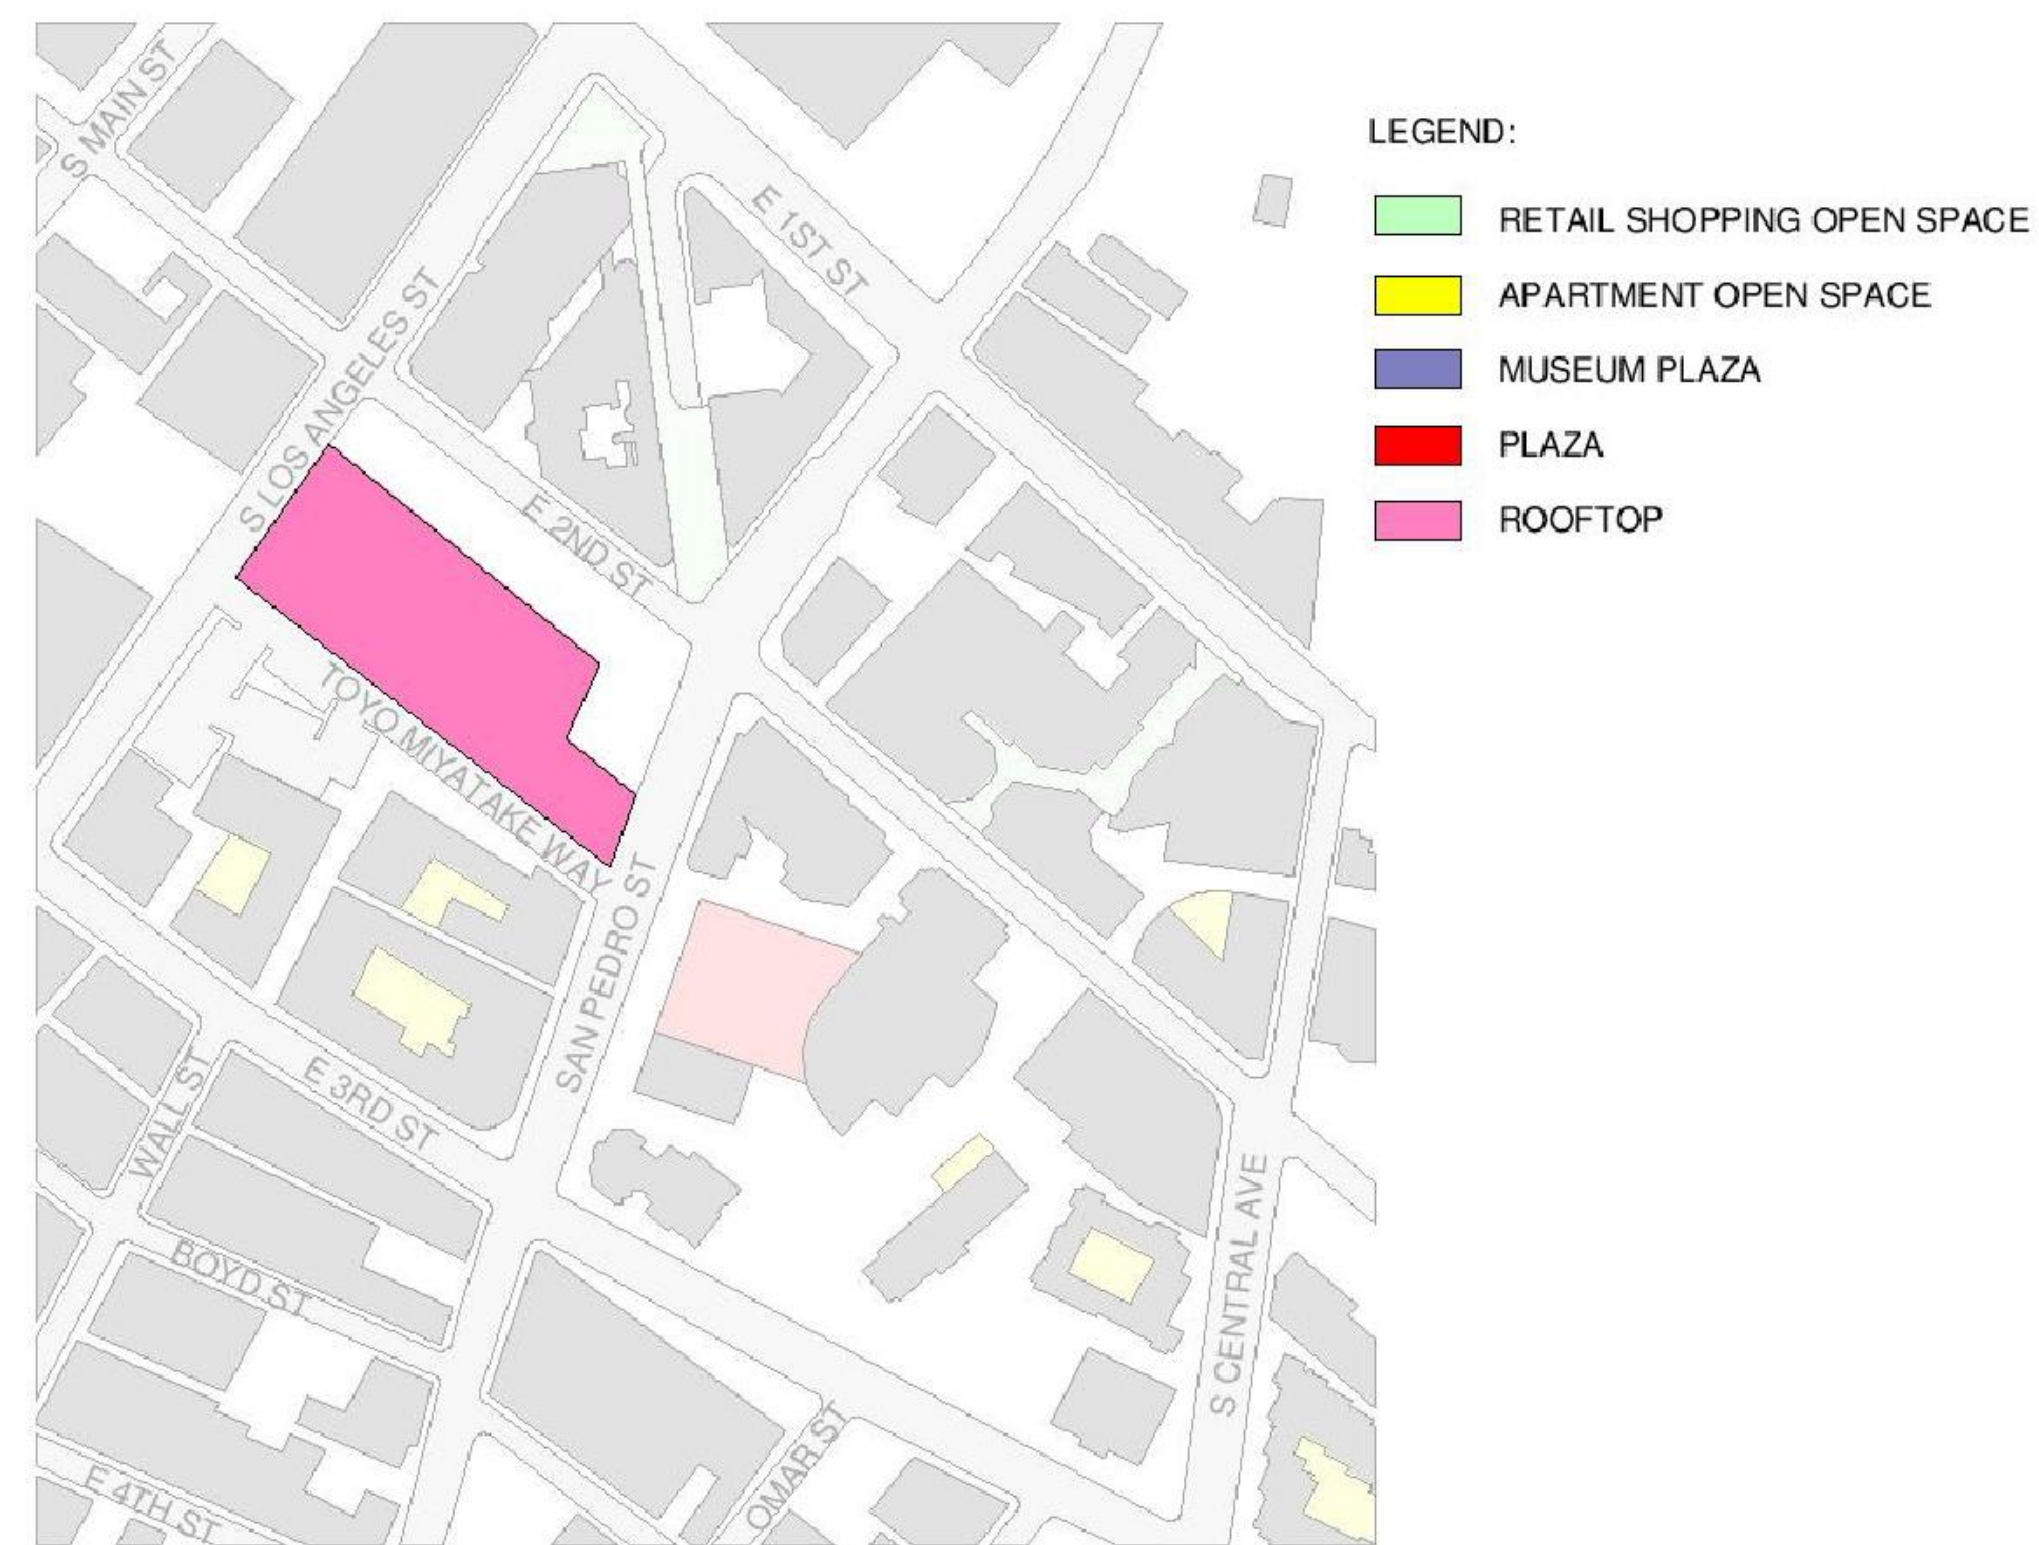 S MAIN ST
E 1ST ST
S LOS ANGELES ST
E 2ND ST
TOYO MIYATAKE WAY
SAN PEDRO ST
E 3RD ST
WALL ST
BOYD ST
S CENTRAL AVE
OMAR ST
E 4TH ST
LEGEND:
RETAIL SHOPPING OPEN SPACE
APARTMENT OPEN SPACE
MUSEUM PLAZA
PLAZA
ROOFTOP